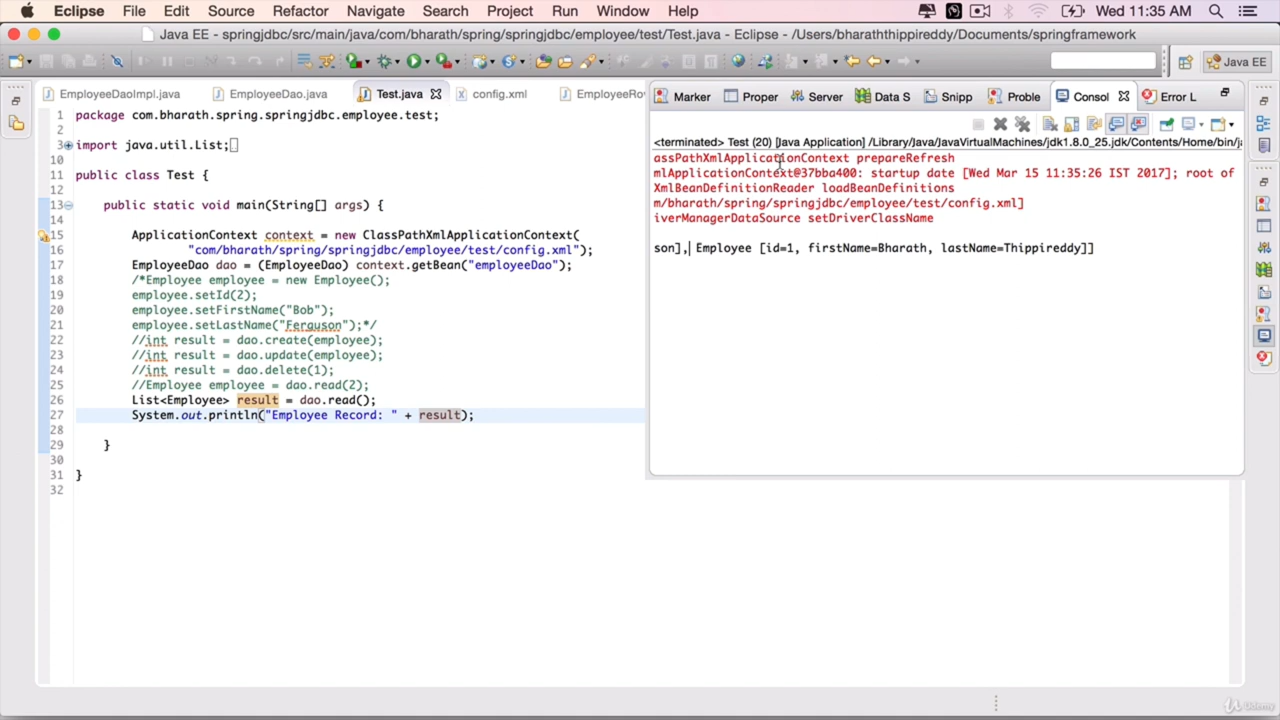 Eclipse File Edit Source Refactor Navigate Search Project Run Window Help Wed 11:35 AM
Java EE - springjdbc/src/main/java/com/bharath/spring/springjdbc/employee/test/Test.java - Eclipse - /Users/bharaththippireddy/Documents/springframework
Java EE
EmployeeDaoImpl.java EmployeeDao.java Test.java config.xml EmployeeRo
Marker Proper Server Data S Snipp Proble Consol Error L
<terminated> Test (20) [Java Application] /Library/Java/JavaVirtualMachines/jdk1.8.0_25.jdk/Contents/Home/bin/ja
assPathXmlApplicationContext prepareRefresh
mlApplicationContext@37bba400: startup date [Wed Mar 15 11:35:26 IST 2017]; root of
XmlBeanDefinitionReader loadBeanDefinitions
m/bharath/spring/springjdbc/employee/test/config.xml]
iverManagerDataSource setDriverClassName
son], Employee [id=1, firstName=Bharath, lastName=Thippireddy]]
1 package com.bharath.spring.springjdbc.employee.test;
2
3 import java.util.List;
10
11 public class Test {
12
13 public static void main(String[] args) {
14
15 ApplicationContext context = new ClassPathXmlApplicationContext(
16 "com/bharath/spring/springjdbc/employee/test/config.xml");
17 EmployeeDao dao = (EmployeeDao) context.getBean("employeeDao");
18 /*Employee employee = new Employee();
19 employee.setId(2);
20 employee.setFirstName("Bob");
21 employee.setLastName("Ferguson");*/
22 //int result = dao.create(employee);
23 //int result = dao.update(employee);
24 //int result = dao.delete(1);
25 //Employee employee = dao.read(2);
26 List<Employee> result = dao.read();
27 System.out.println("Employee Record: " + result);
28
29 }
30
31 }
32
Udemy